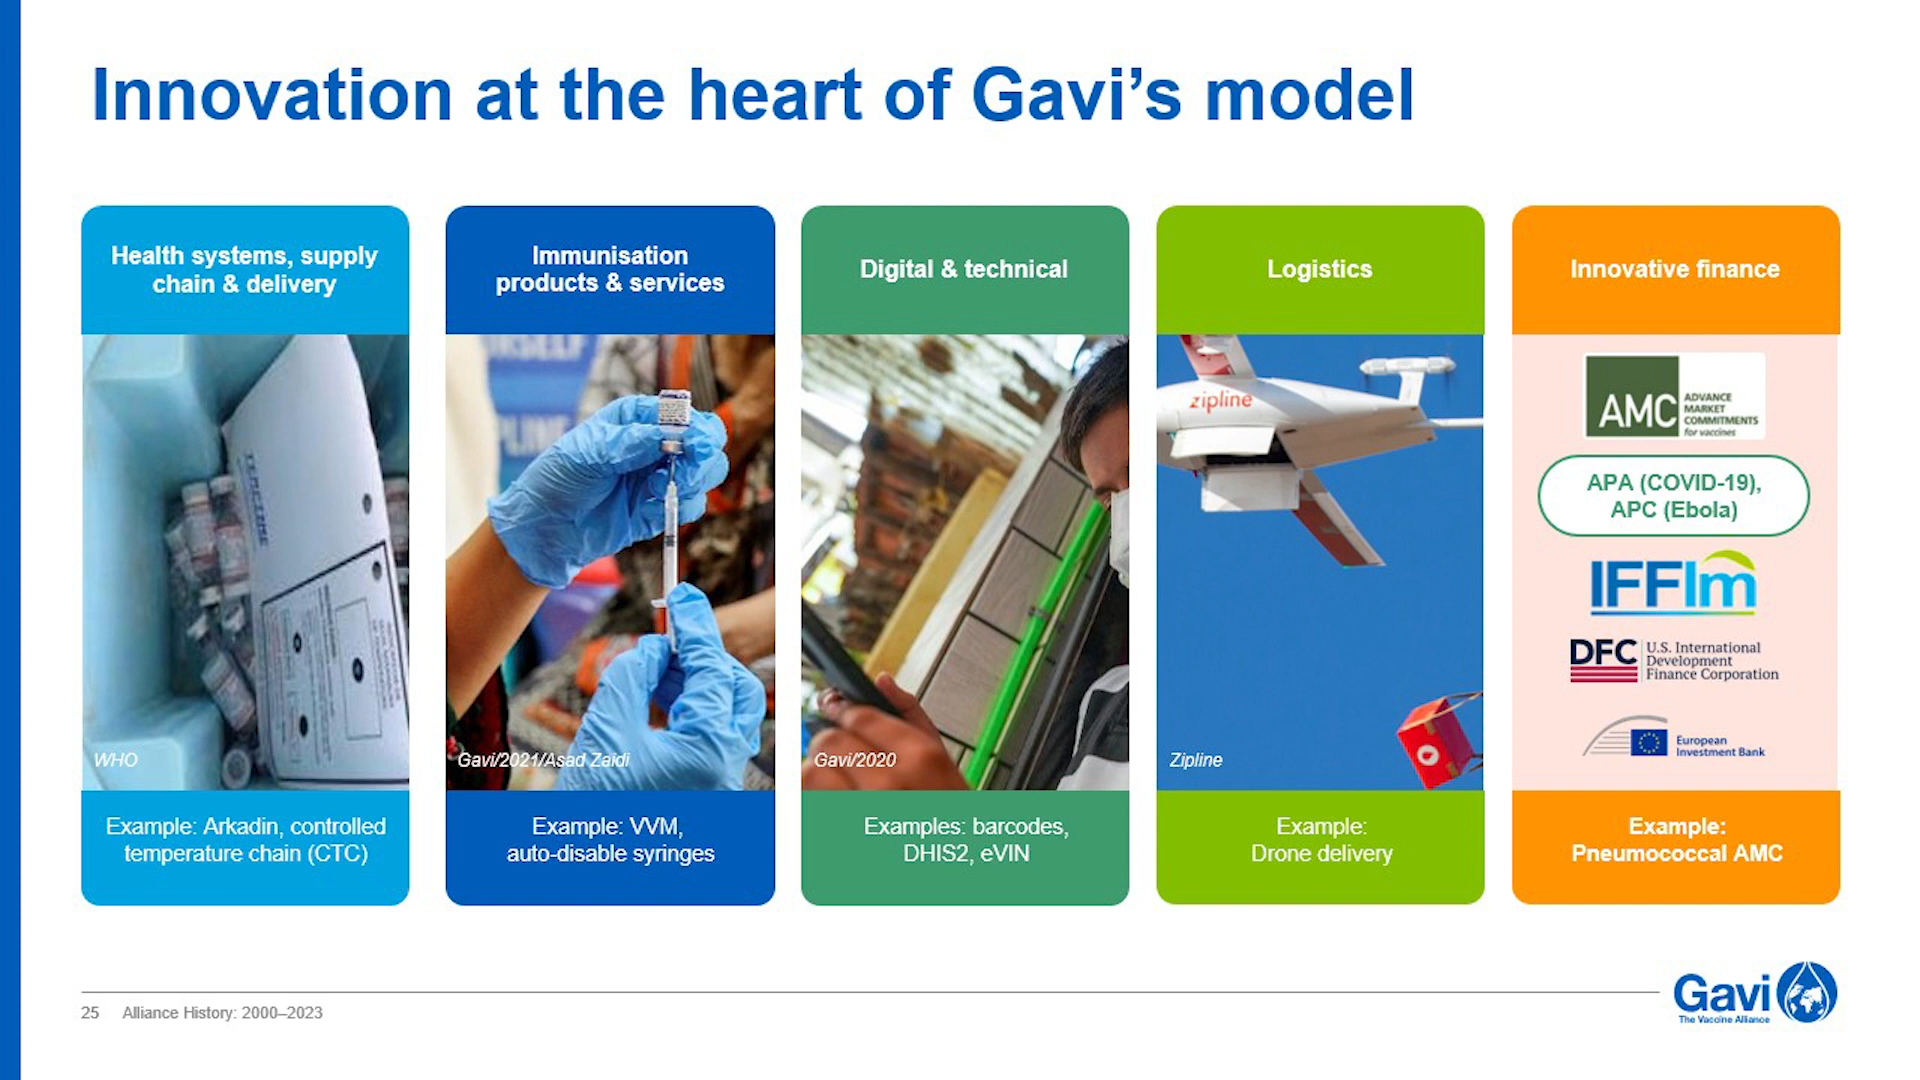 Innovation at the heart of Gavi’s model
Health systems, supply
chain & delivery
WHO
Example: Arkadin, controlled
temperature chain (CTC)
Immunisation
products & services
Gavi/2021/Asad Zaidi
Example: VVM,
auto-disable syringes
Digital & technical
Gavi/2020
Examples: barcodes,
DHIS2, eVIN
Logistics
zipline
Zipline
Example:
Drone delivery
Innovative finance
AMC
ADVANCE
MARKET
COMMITMENTS
for vaccines
APA (COVID-19),
APC (Ebola)
IFFIm
DFC
U.S. International
Development
Finance Corporation
European
Investment Bank
Example:
Pneumococcal AMC
25 Alliance History: 2000–2023
Gavi
The Vaccine Alliance